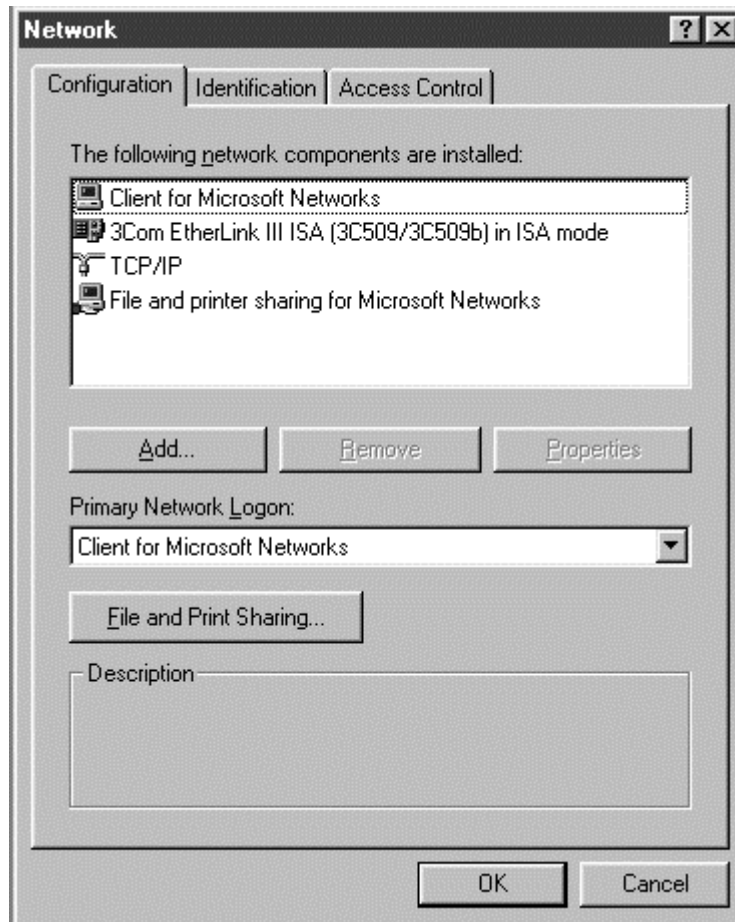 Network
Configuration
Identification
Access Control
The following network components are installed:
Client for Microsoft Networks
3Com EtherLink III ISA (3C509/3C509b) in ISA mode
TCP/IP
File and printer sharing for Microsoft Networks
Add...
Remove
Properties
Primary Network Logon:
Client for Microsoft Networks
File and Print Sharing...
Description
OK
Cancel